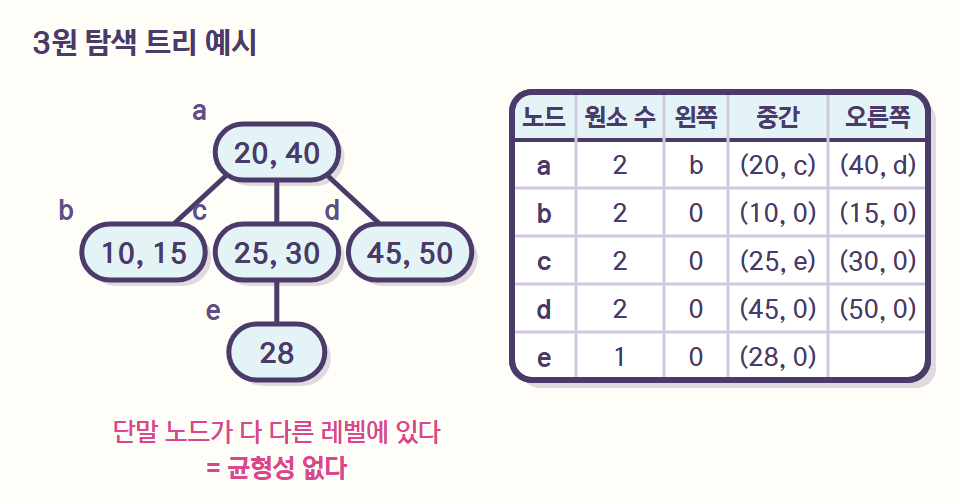 3원 탐색 트리 예시
a
20, 40
b
c
d
10, 15
25, 30
45, 50
e
28
단말 노드가 다 다른 레벨에 있다
= 균형성 없다
노드 원소 수 왼쪽 중간 오른쪽
a 2 b (20, c) (40, d)
b 2 0 (10, 0) (15, 0)
c 2 0 (25, e) (30, 0)
d 2 0 (45, 0) (50, 0)
e 1 0 (28, 0)